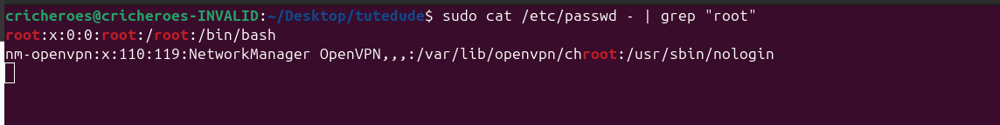 cricheroes@cricheroes-INVALID:~/Desktop/tutedude$ sudo cat /etc/passwd - | grep "root"
root:x:0:0:root:/root:/bin/bash
nm-openvpn:x:110:119:NetworkManager OpenVPN,,,:/var/lib/openvpn/chroot:/usr/sbin/nologin